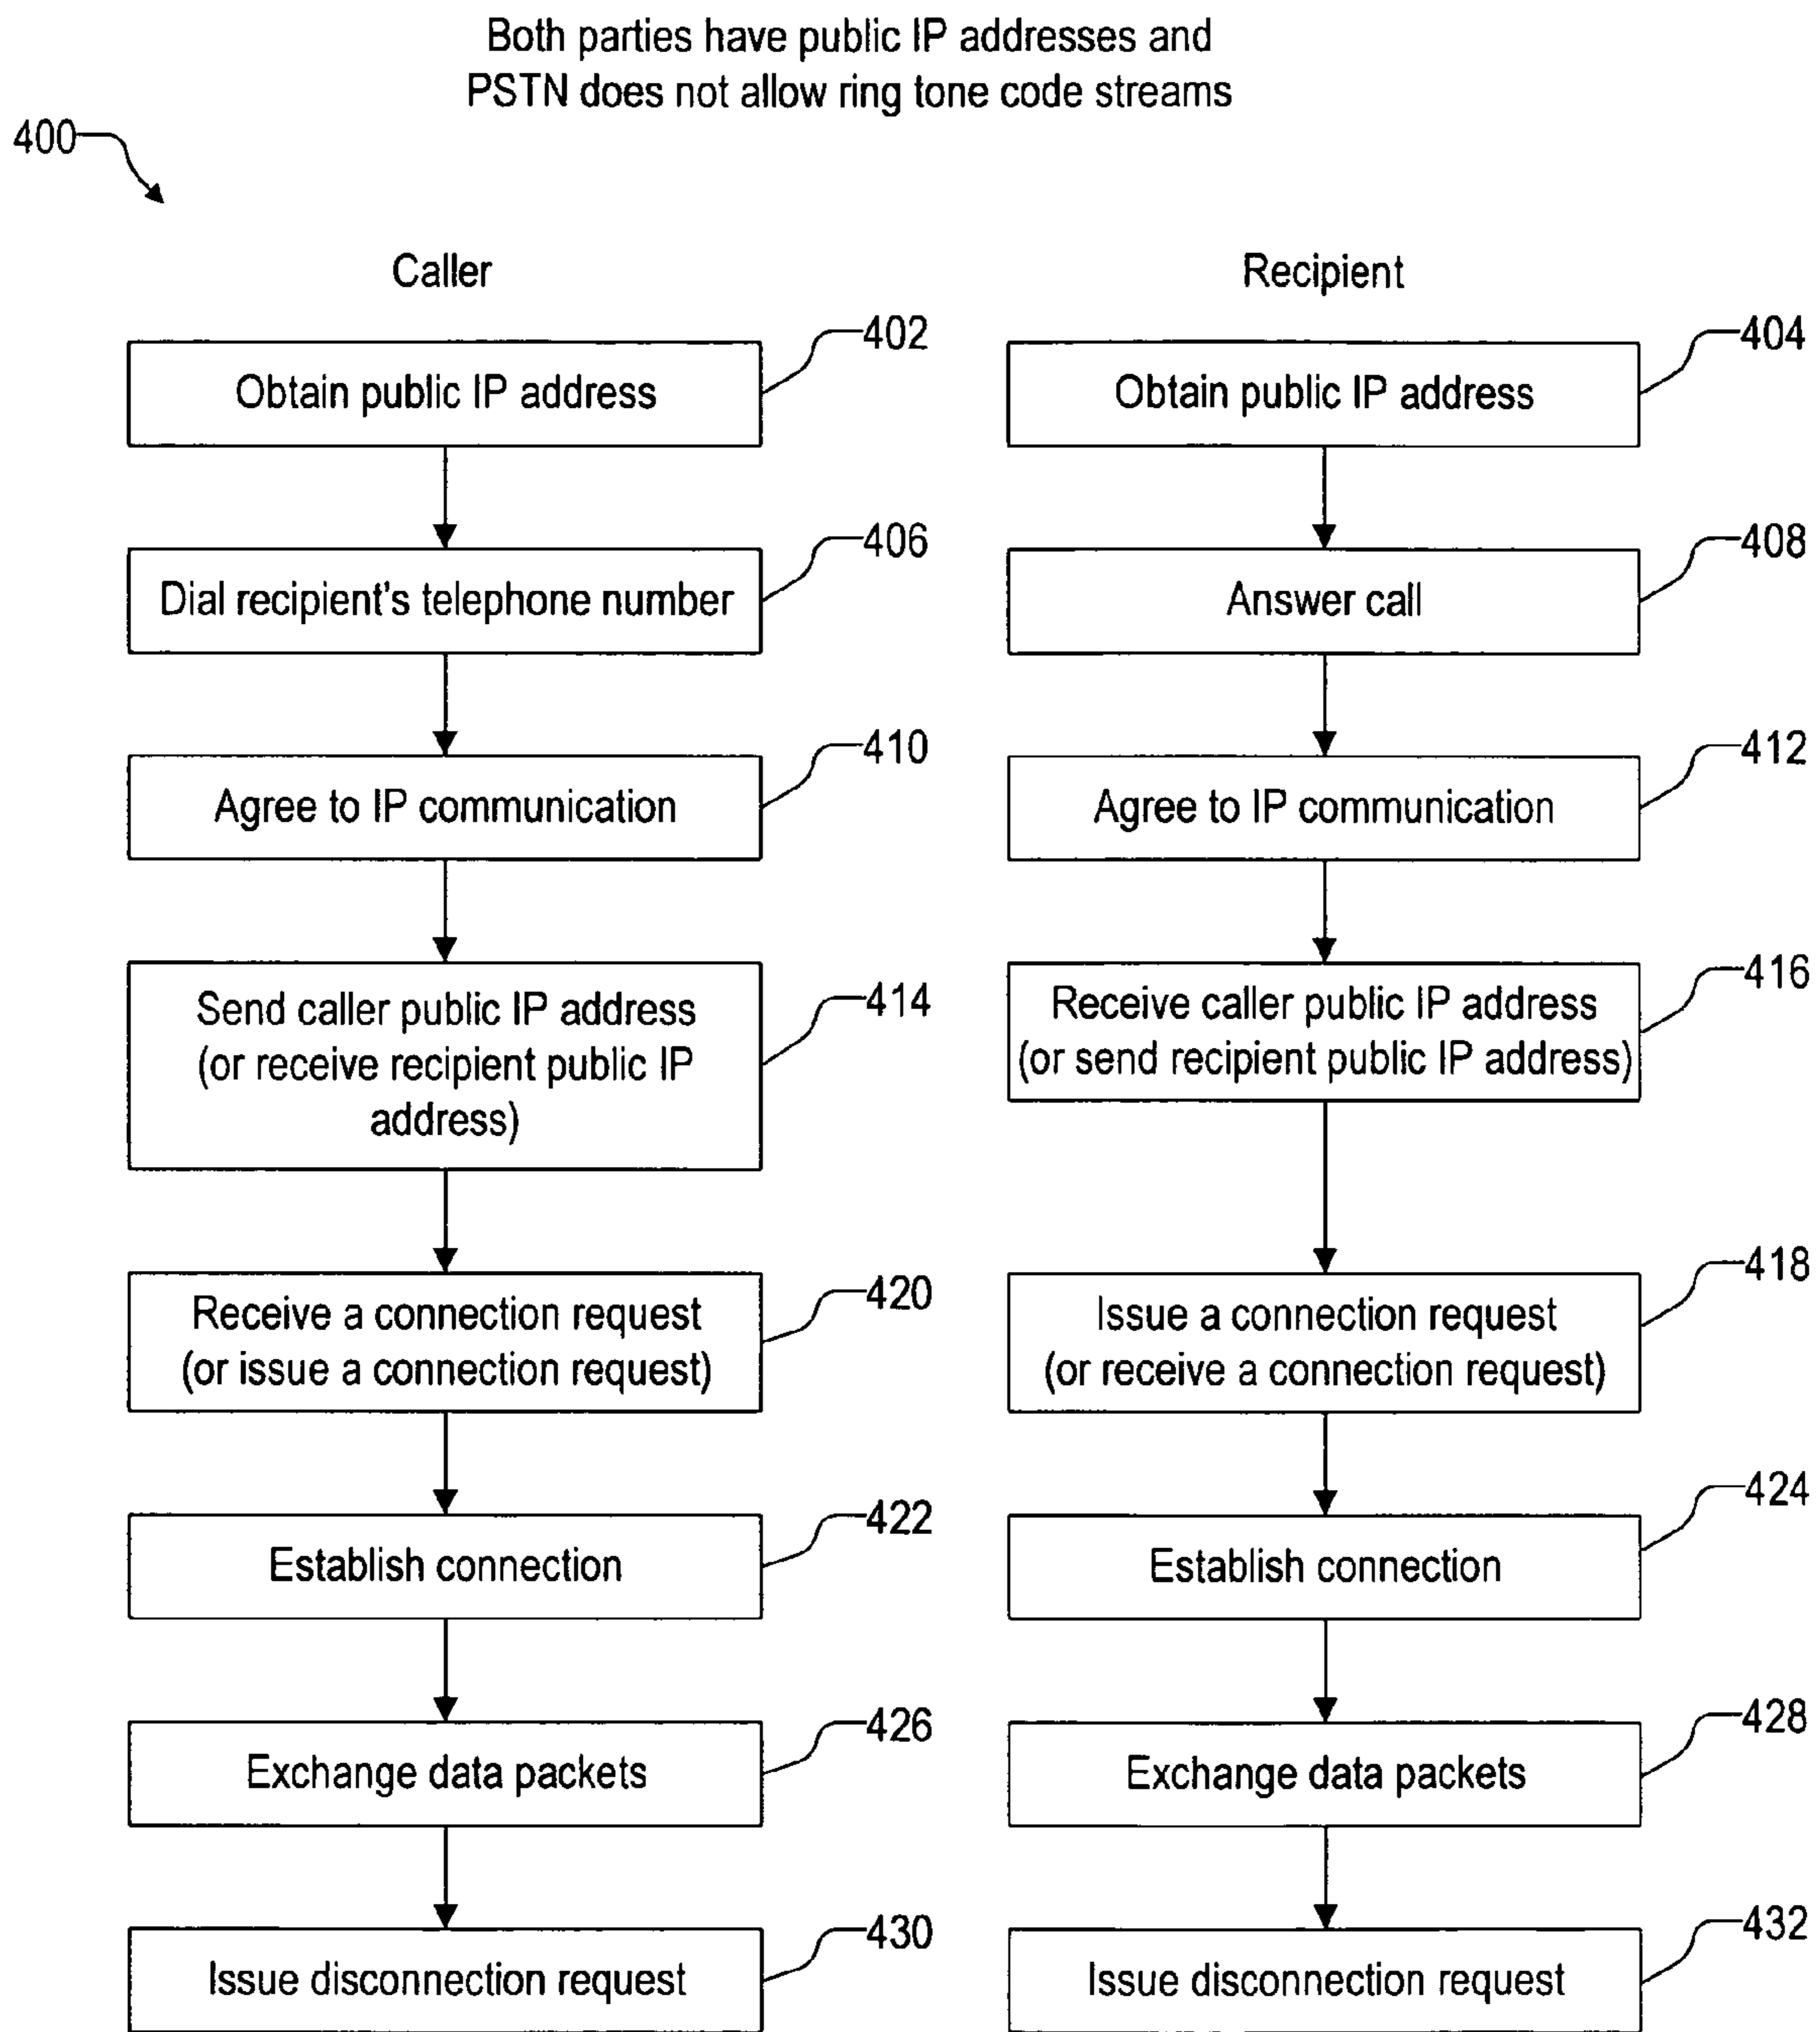 Both parties have public IP addresses and
PSTN does not allow ring tone code streams
400
Caller
Recipient
402
404
Obtain public IP address
Obtain public IP address
406
408
Dial recipient's telephone number
Answer call
410
412
Agree to IP communication
Agree to IP communication
414
416
Send caller public IP address
(or receive recipient public IP
address)
Receive caller public IP address
(or send recipient public IP address)
420
418
Receive a connection request
(or issue a connection request)
Issue a connection request
(or receive a connection request)
422
424
Establish connection
Establish connection
426
428
Exchange data packets
Exchange data packets
430
432
Issue disconnection request
Issue disconnection request